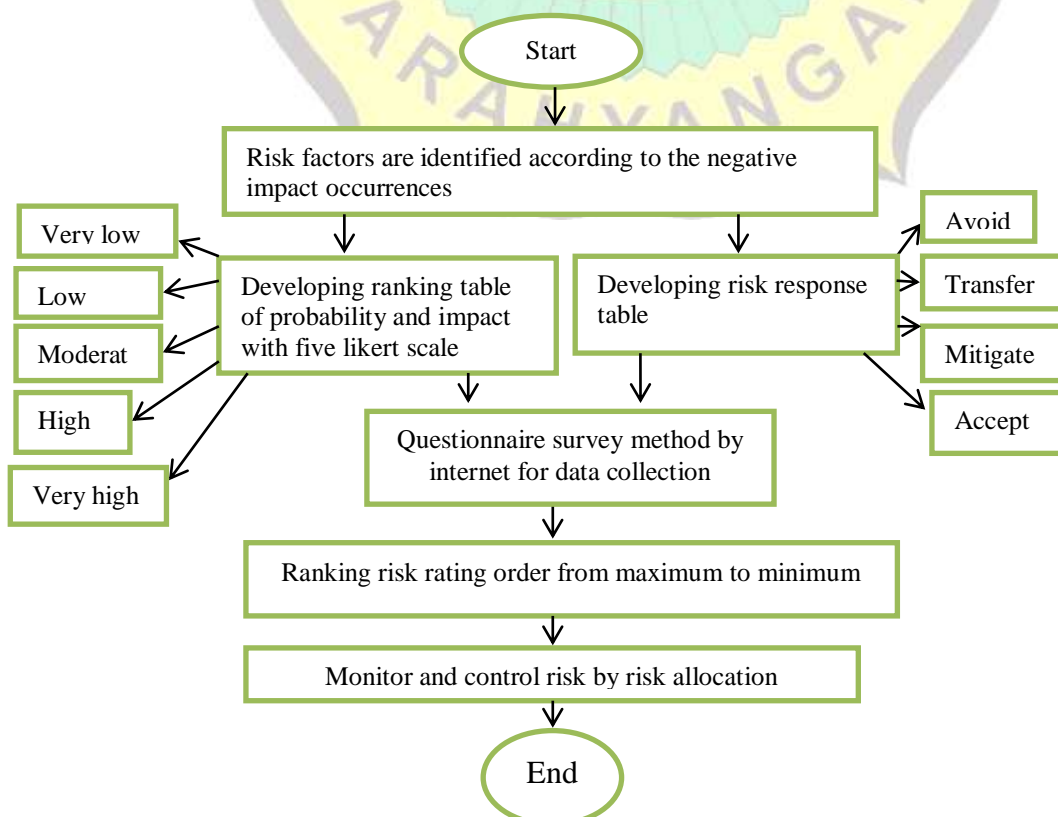 Start
ARAHYANGA
Risk factors are identified according to the negative
impact occurrences
Very low
Low
Moderat
High
Very high
Developing ranking table
of probability and impact
with five likert scale
Developing risk response
table
Avoid
Transfer
Mitigate
Accept
Questionnaire survey method by
internet for data collection
Ranking risk rating order from maximum to minimum
Monitor and control risk by risk allocation
End